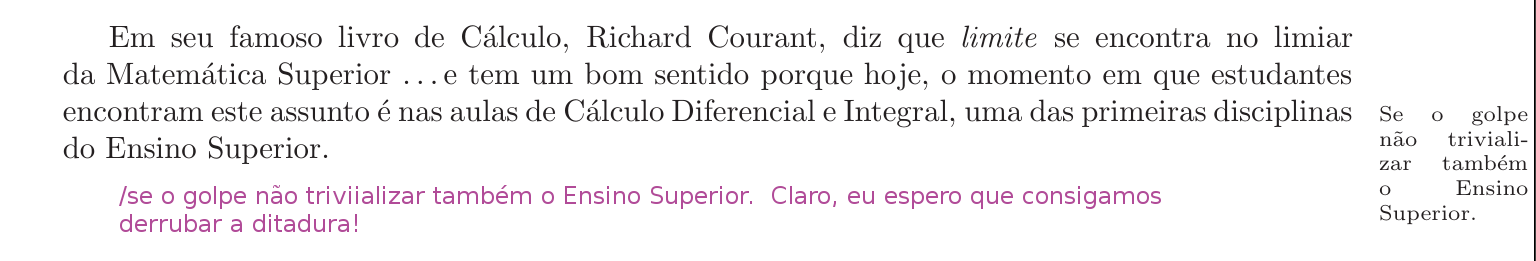 Em seu famoso livro de Cálculo, Richard Courant, diz que limite se encontra no limiar
da Matemática Superior ...e tem um bom sentido porque hoje, o momento em que estudantes
encontram este assunto é nas aulas de Cálculo Diferencial e Integral, uma das primeiras disciplinas
do Ensino Superior.
/se o golpe não triviializar também o Ensino Superior.  Claro, eu espero que consigamos
derrubar a ditadura!
Se o golpe
não triviali-
zar também
o Ensino
Superior.